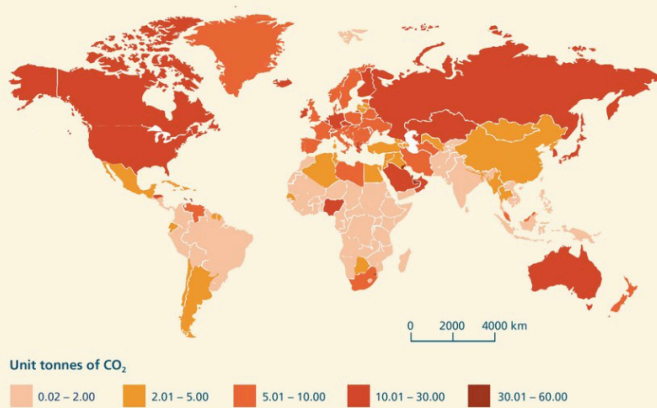 0 2000 4000 km
Unit tonnes of CO₂
0.02 – 2.00 2.01 – 5.00 5.01 – 10.00 10.01 – 30.00 30.01 – 60.00